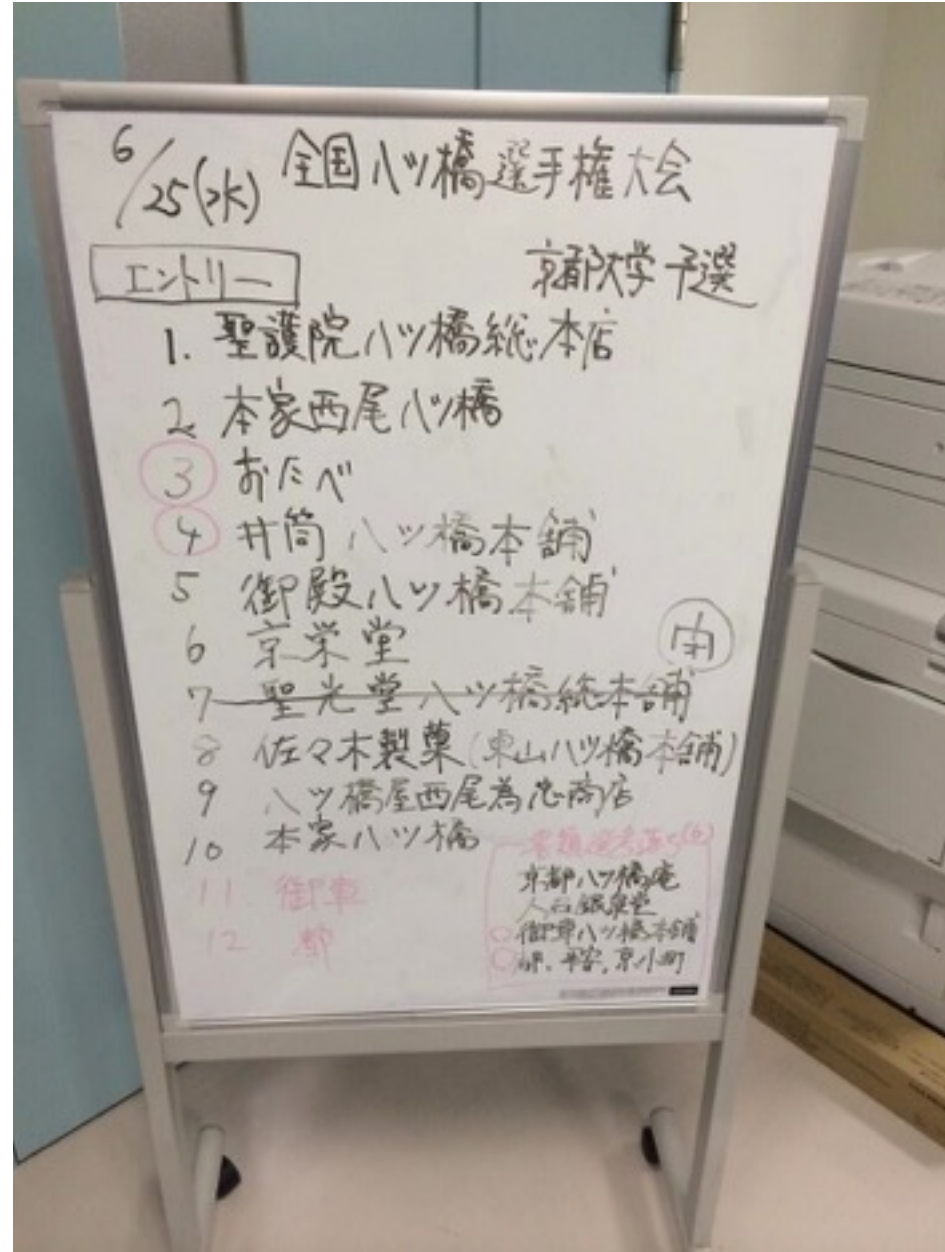 6/25(水) 全国八ツ橋選手権大会
京都大学予選
エントリー
1. 聖護院八ツ橋総本店
2. 本家西尾八ツ橋
3 おたべ
4 井筒八ツ橋本舗
5 御殿八ツ橋本舗
6 京栄堂
7 聖光堂八ツ橋総本舗
8 佐々木製菓(東山八ツ橋本舗)
9 八ツ橋屋西尾為忠商店
10 本家八ツ橋
11. 御車
12 都
京都八ツ橋庵
御車八ツ橋本舗
都、平安、京小町